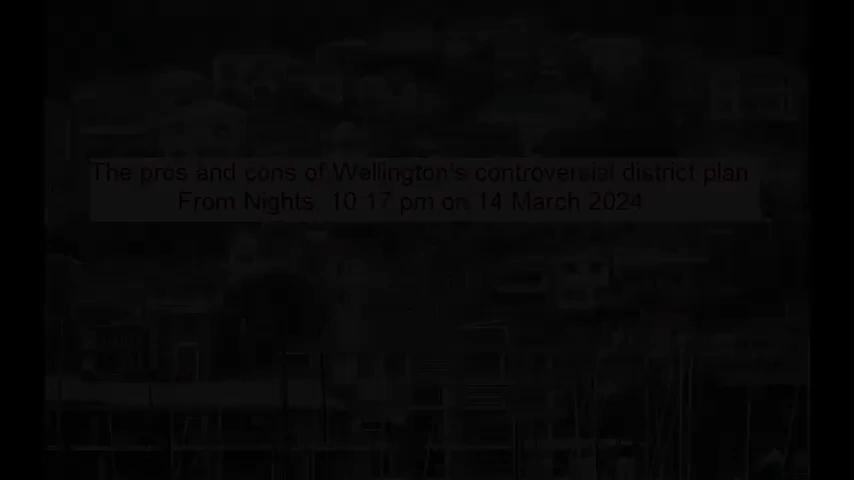 The pros and cons of Wellington's controversial district plan
From Nights, 10:17 pm on 14 March 2024